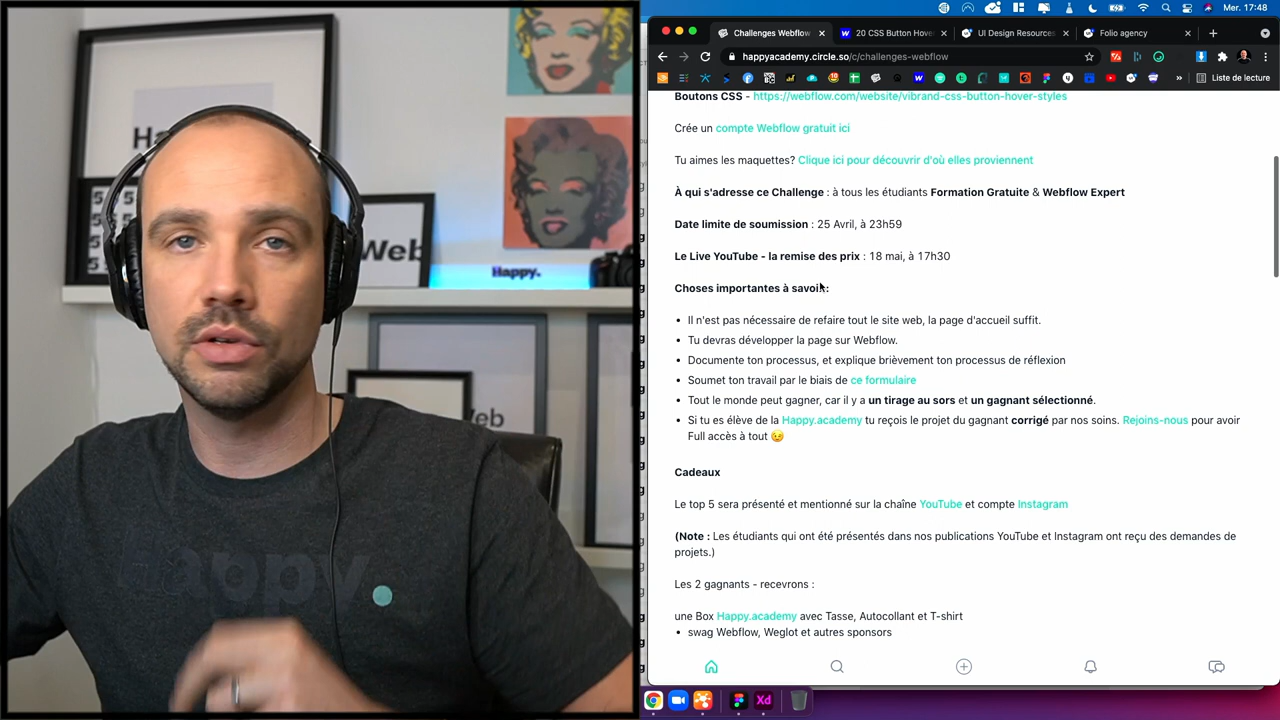 Web
Happy.
Web
Happy.
Mer. 17:48
Challenges Webflow
20 CSS Button Hove
UI Design Resources
Folio agency
happyacademy.circle.so/c/challenges-webflow
Liste de lecture
Boutons CSS - https://webflow.com/website/vibrand-css-button-hover-styles
Crée un compte Webflow gratuit ici
Tu aimes les maquettes? Clique ici pour découvrir d'où elles proviennent
À qui s'adresse ce Challenge : à tous les étudiants Formation Gratuite & Webflow Expert
Date limite de soumission : 25 Avril, à 23h59
Le Live YouTube - la remise des prix : 18 mai, à 17h30
Choses importantes à savoir:
• Il n'est pas nécessaire de refaire tout le site web, la page d'accueil suffit.
• Tu devras développer la page sur Webflow.
• Documente ton processus, et explique brièvement ton processus de réflexion
• Soumet ton travail par le biais de ce formulaire
• Tout le monde peut gagner, car il y a un tirage au sors et un gagnant sélectionné.
• Si tu es élève de la Happy.academy tu reçois le projet du gagnant corrigé par nos soins. Rejoins-nous pour avoir
Full accès à tout 😉
Cadeaux
Le top 5 sera présenté et mentionné sur la chaîne YouTube et compte Instagram
(Note : Les étudiants qui ont été présentés dans nos publications YouTube et Instagram ont reçu des demandes de
projets.)
Les 2 gagnants - recevrons :
une Box Happy.academy avec Tasse, Autocollant et T-shirt
• swag Webflow, Weglot et autres sponsors
Xd